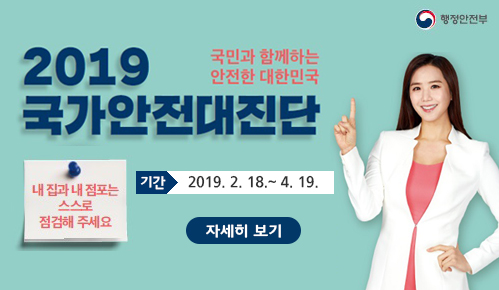 행정안전부
2019
국민과 함께하는
안전한 대한민국
국가안전대진단
내 집과 내 점포는
스스로
점검해 주세요
기간 2019. 2. 18.~ 4. 19.
자세히 보기